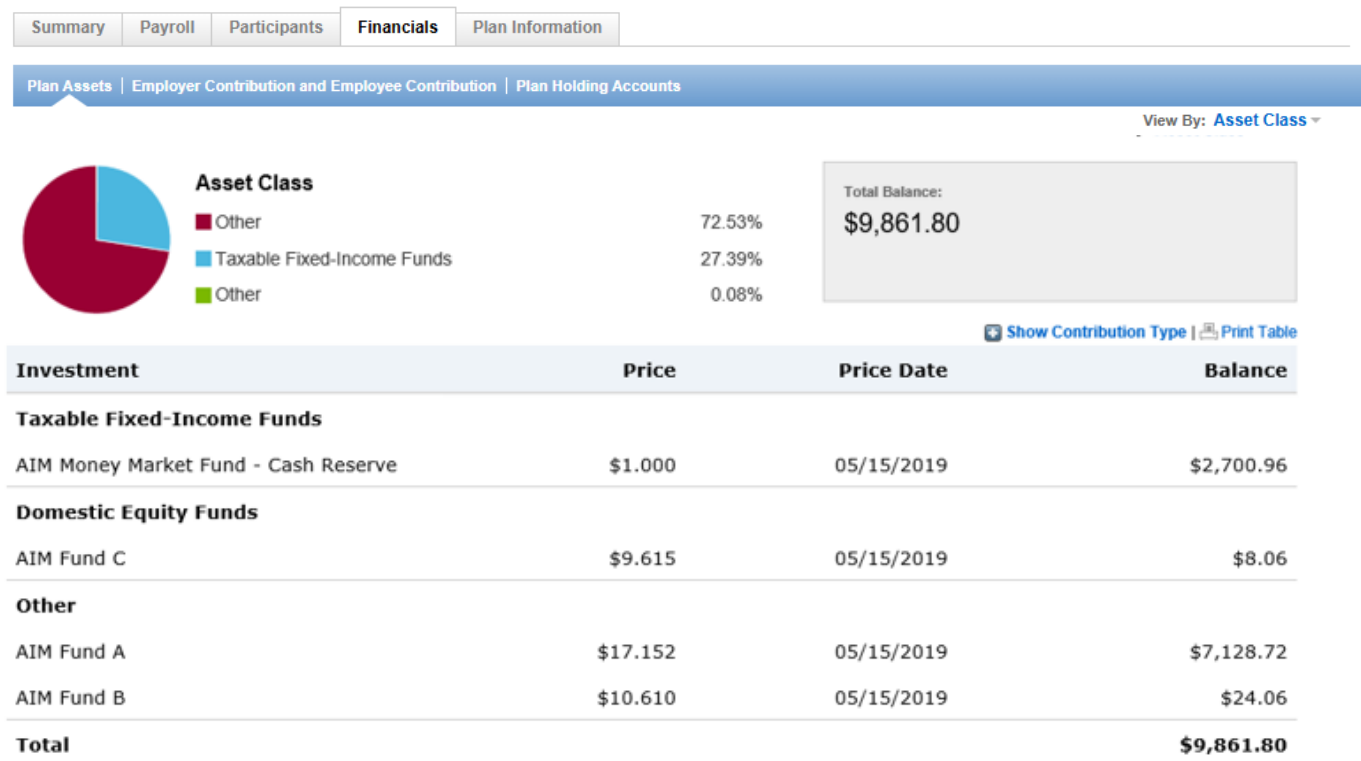 Summary Payroll Participants Financials Plan Information
Plan Assets | Employer Contribution and Employee Contribution | Plan Holding Accounts
View By: Asset Class
Asset Class
Other 72.53%
Taxable Fixed-Income Funds 27.39%
Other 0.08%
Total Balance:
$9,861.80
Show Contribution Type | Print Table
Investment Price Price Date Balance
Taxable Fixed-Income Funds
AIM Money Market Fund - Cash Reserve $1.000 05/15/2019 $2,700.96
Domestic Equity Funds
AIM Fund C $9.615 05/15/2019 $8.06
Other
AIM Fund A $17.152 05/15/2019 $7,128.72
AIM Fund B $10.610 05/15/2019 $24.06
Total $9,861.80